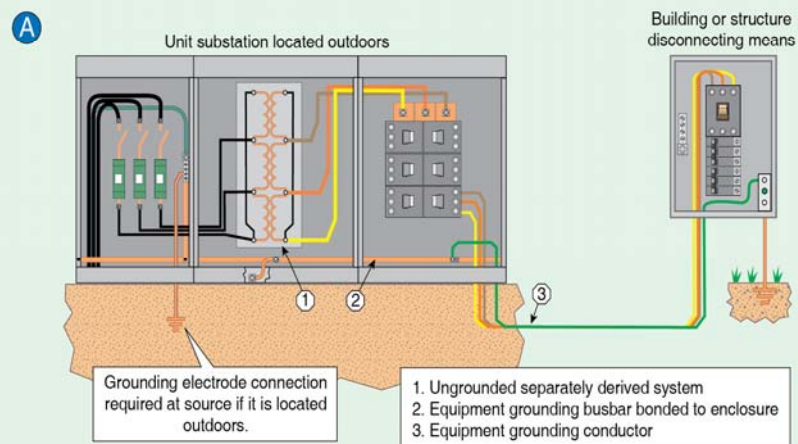 A
Unit substation located outdoors
Building or structure
disconnecting means
1
2
3
Grounding electrode connection
required at source if it is located
outdoors.
1. Ungrounded separately derived system
2. Equipment grounding busbar bonded to enclosure
3. Equipment grounding conductor